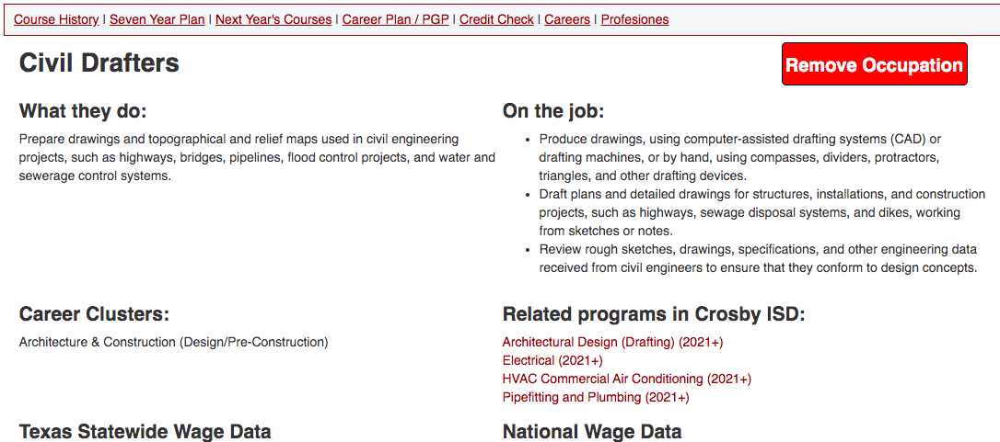 Course History | Seven Year Plan | Next Year's Courses | Career Plan / PGP | Credit Check | Careers | Profesiones
Civil Drafters
Remove Occupation
What they do:
Prepare drawings and topographical and relief maps used in civil engineering
projects, such as highways, bridges, pipelines, flood control projects, and water and
sewerage control systems.
On the job:
• Produce drawings, using computer-assisted drafting systems (CAD) or
drafting machines, or by hand, using compasses, dividers, protractors,
triangles, and other drafting devices.
• Draft plans and detailed drawings for structures, installations, and construction
projects, such as highways, sewage disposal systems, and dikes, working
from sketches or notes.
• Review rough sketches, drawings, specifications, and other engineering data
received from civil engineers to ensure that they conform to design concepts.
Career Clusters:
Architecture & Construction (Design/Pre-Construction)
Related programs in Crosby ISD:
Architectural Design (Drafting) (2021+)
Electrical (2021+)
HVAC Commercial Air Conditioning (2021+)
Pipefitting and Plumbing (2021+)
Texas Statewide Wage Data
National Wage Data